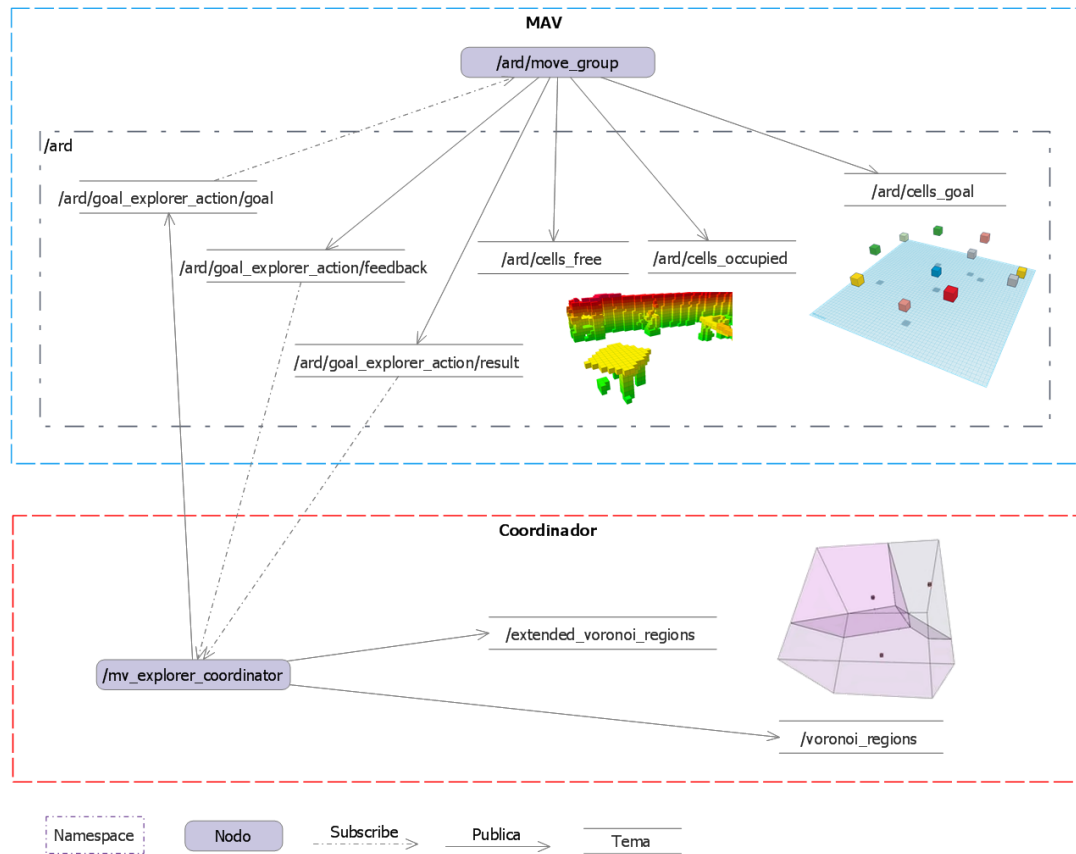 MAV
/ard/move_group
/ard
/ard/goal_explorer_action/goal
/ard/cells_goal
/ard/goal_explorer_action/feedback
/ard/cells_free
/ard/cells_occupied
/ard/goal_explorer_action/result
Coordinador
/extended_voronoi_regions
/mv_explorer_coordinator
/voronoi_regions
Namespace
Nodo
Subscribe
Publica
Tema